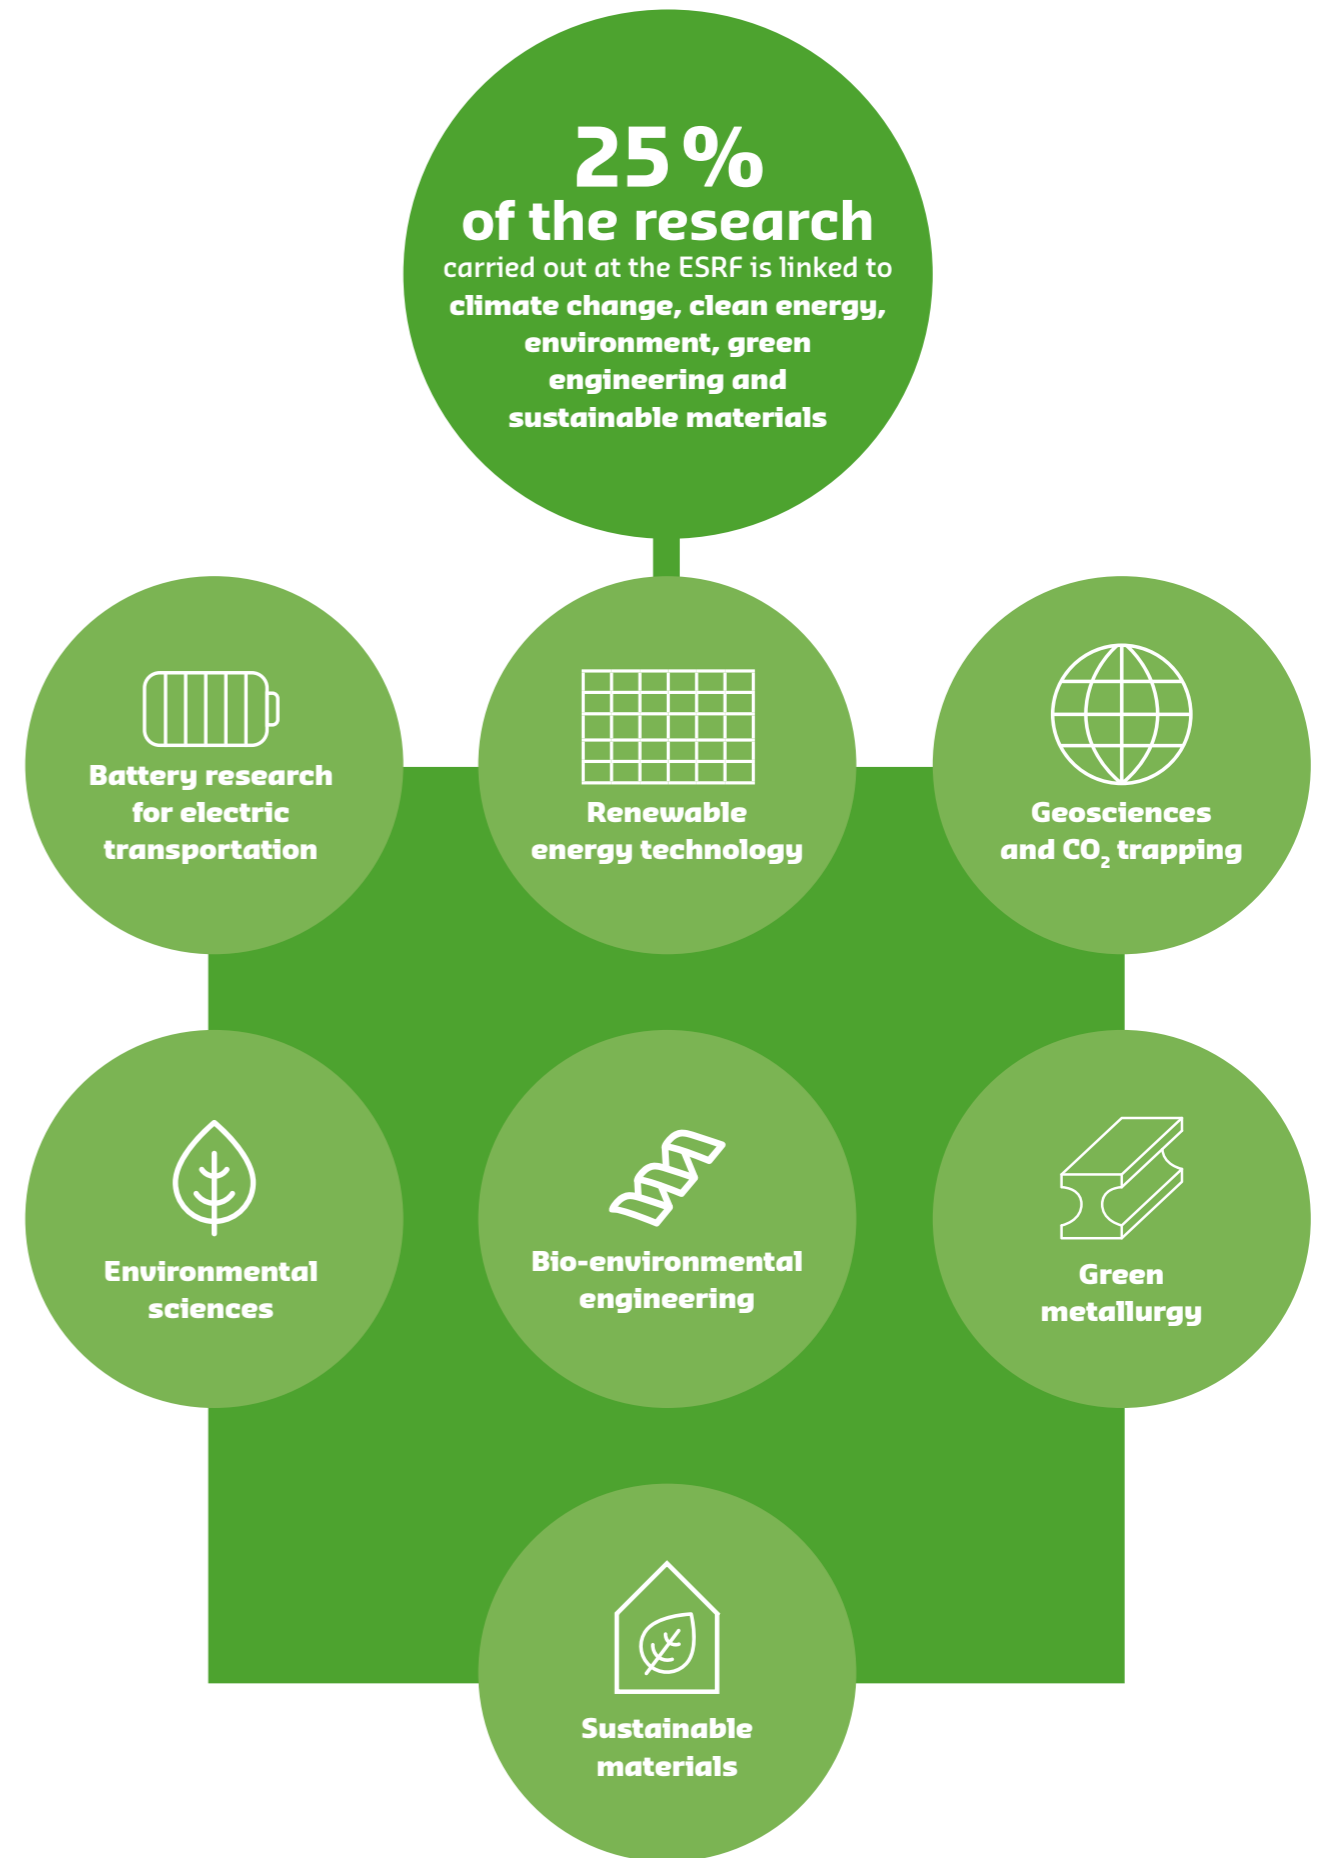 25 %
of the research
carried out at the ESRF is linked to
climate change, clean energy,
environment, green
engineering and
sustainable materials
Battery research
for electric
transportation
Renewable
energy technology
Geosciences
and CO₂ trapping
Environmental
sciences
Bio-environmental
engineering
Green
metallurgy
Sustainable
materials